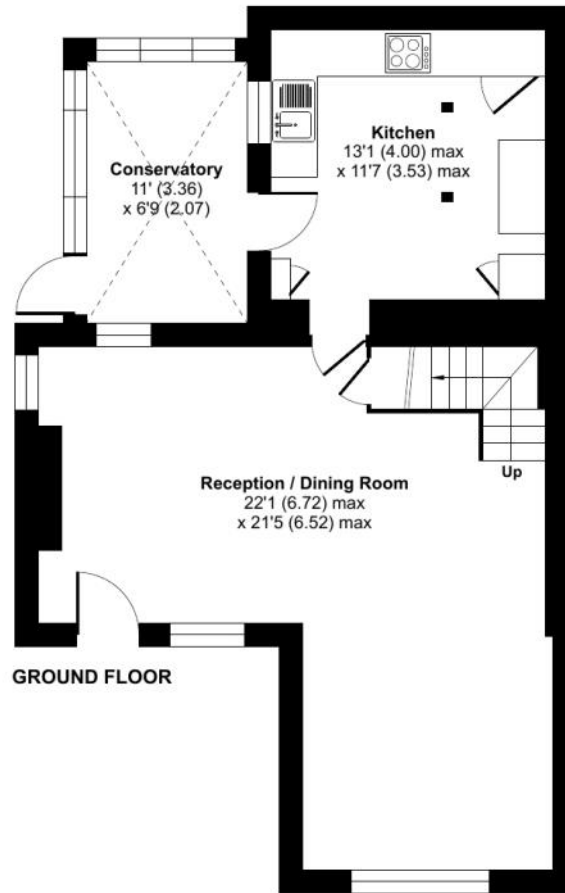 Kitchen
13'1 (4.00) max
x 11'7 (3.53) max
Conservatory
11' (3.36)
x 6'9 (2.07)
Reception / Dining Room
22'1 (6.72) max
x 21'5 (6.52) max
Up
GROUND FLOOR